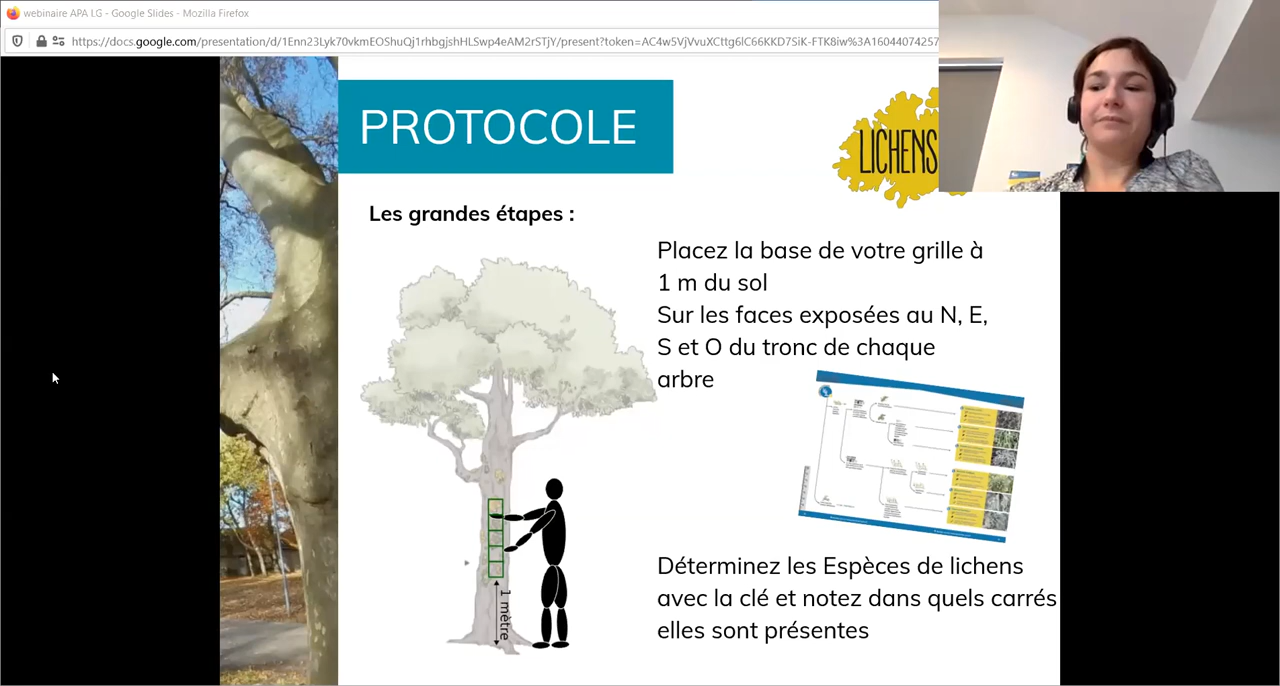 webinaire APA LG - Google Slides - Mozilla Firefox
https://docs.google.com/presentation/d/1Enn23Lyk70vkmEOShuQj1rhbgjshHLSwp4eAM2rSTjY/present?token=AC4w5VjVvuXCttg6lC66KKD7SiK-FTK8iw%3A16044074257
PROTOCOLE
LICHENS
Les grandes étapes :
Placez la base de votre grille à
1 m du sol
Sur les faces exposées au N, E,
S et O du tronc de chaque
arbre
1 mètre
Déterminez les Espèces de lichens
avec la clé et notez dans quels carrés
elles sont présentes